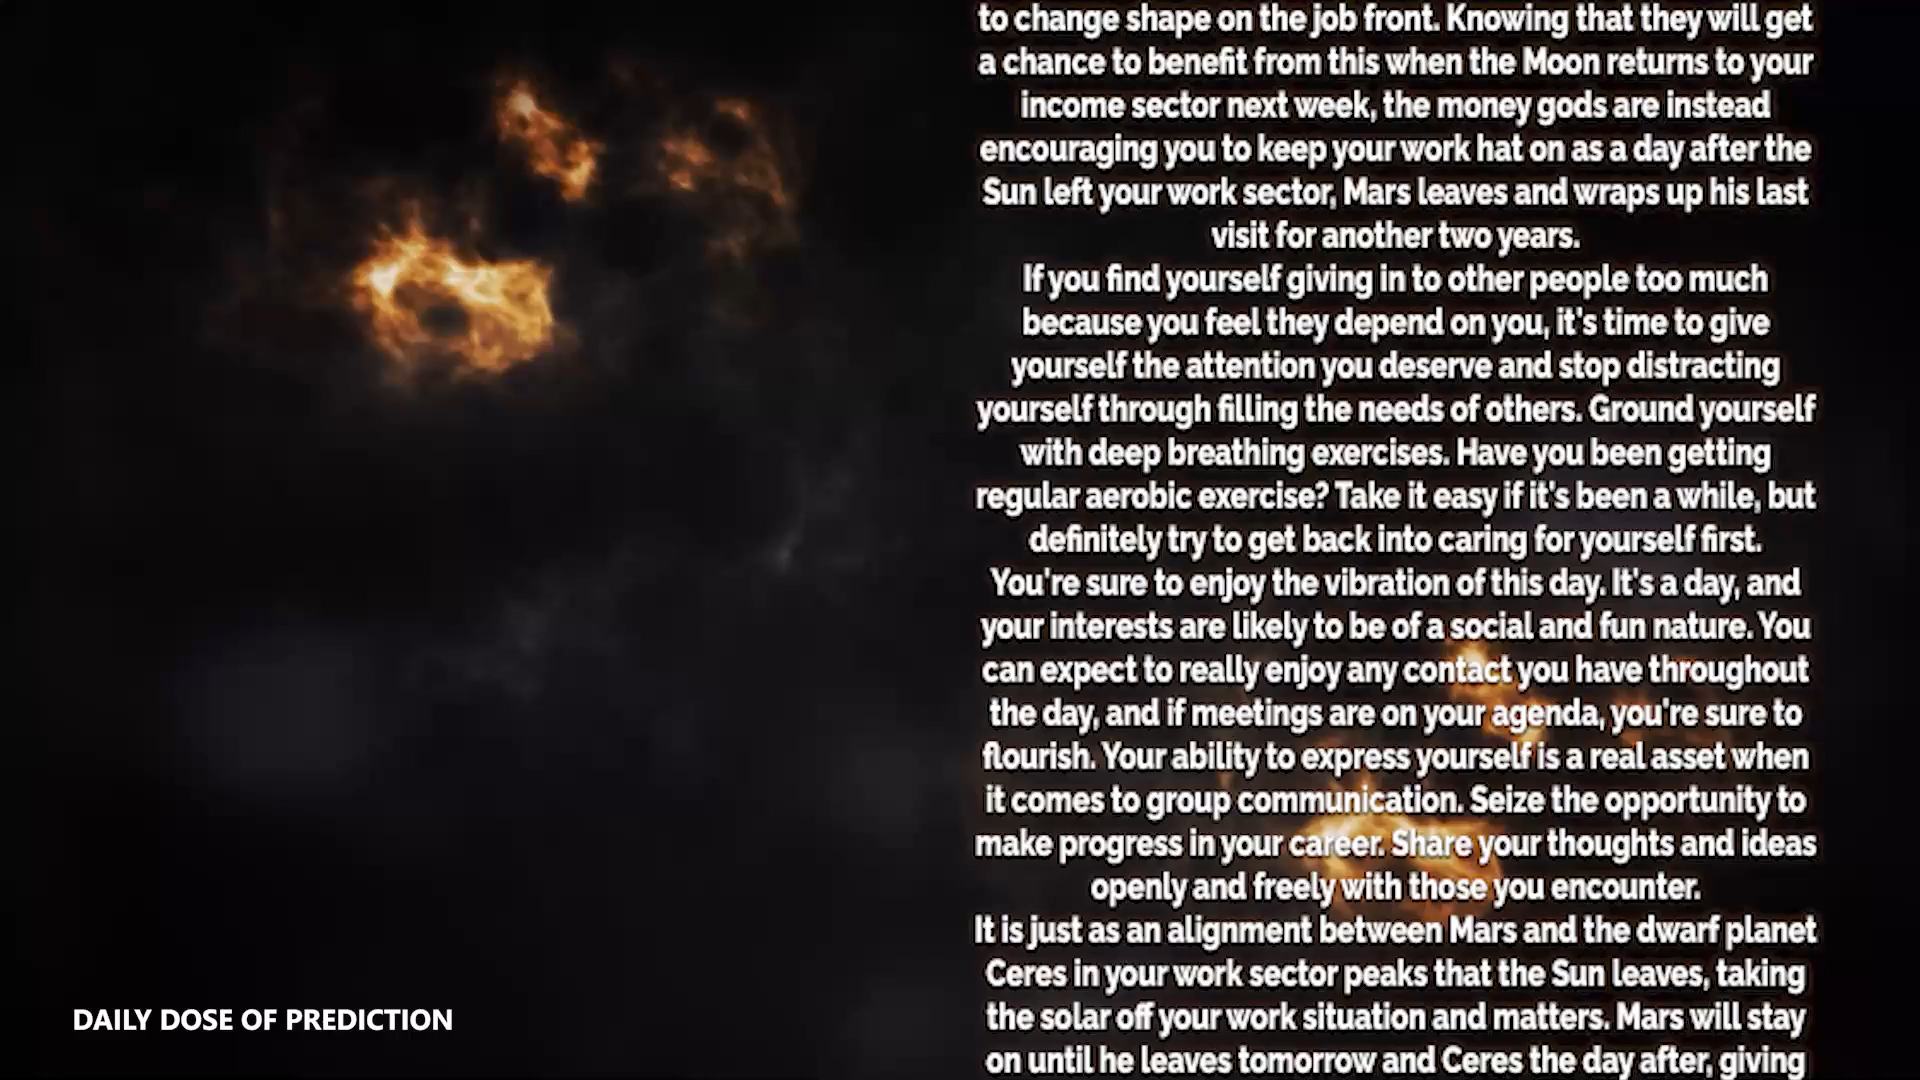 to change shape on the job front. Knowing that they will get
a chance to benefit from this when the Moon returns to your
income sector next week, the money gods are instead
encouraging you to keep your work hat on as a day after the
Sun left your work sector, Mars leaves and wraps up his last
visit for another two years.
If you find yourself giving in to other people too much
because you feel they depend on you, it's time to give
yourself the attention you deserve and stop distracting
yourself through filling the needs of others. Ground yourself
with deep breathing exercises. Have you been getting
regular aerobic exercise? Take it easy if it's been a while, but
definitely try to get back into caring for yourself first.
You're sure to enjoy the vibration of this day. It's a day, and
your interests are likely to be of a social and fun nature. You
can expect to really enjoy any contact you have throughout
the day, and if meetings are on your agenda, you're sure to
flourish. Your ability to express yourself is a real asset when
it comes to group communication. Seize the opportunity to
make progress in your career. Share your thoughts and ideas
openly and freely with those you encounter.
It is just as an alignment between Mars and the dwarf planet
Ceres in your work sector peaks that the Sun leaves, taking
the solar off your work situation and matters. Mars will stay
on until he leaves tomorrow and Ceres the day after, giving
DAILY DOSE OF PREDICTION